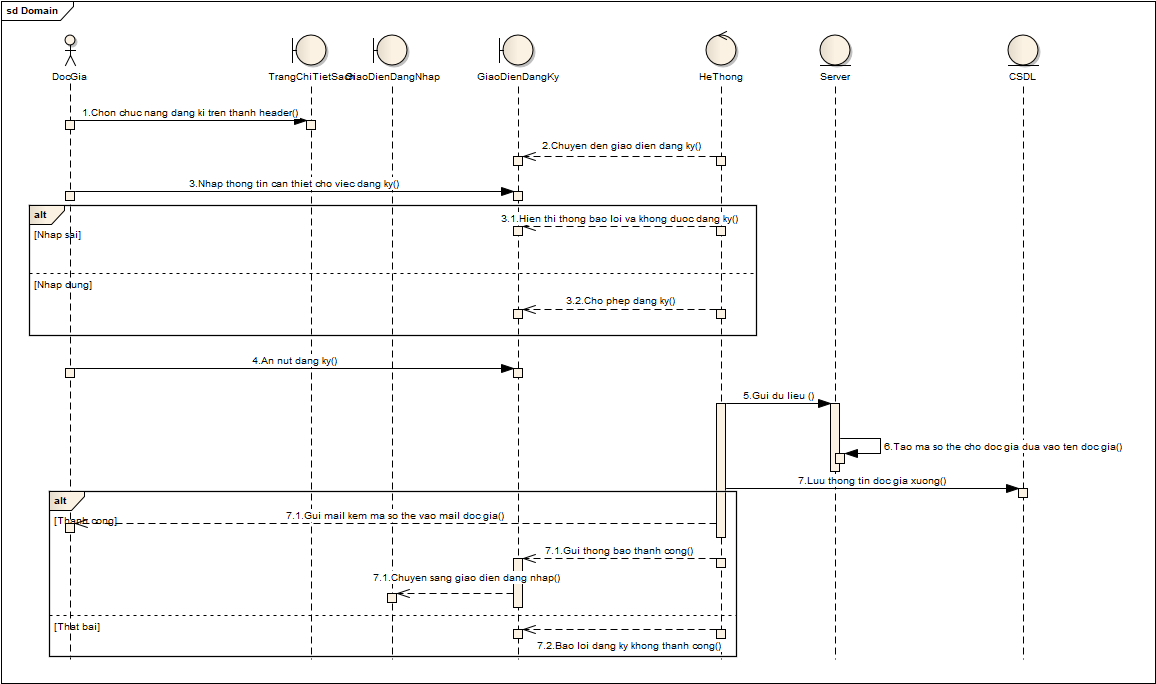 sd Domain
DocGia
TrangChiTietSach
GiaoDienDangNhap
GiaoDienDangKy
HeThong
Server
CSDL
1.Chon chuc nang dang ki tren thanh header()
2.Chuyen den giao dien dang ky()
3.Nhap thong tin can thiet cho viec dang ky()
alt
3.1.Hien thi thong bao loi va khong duoc dang ky()
[Nhap sai]
[Nhap dung]
3.2.Cho phep dang ky()
4.An nut dang ky()
5.Gui du lieu ()
6.Tao ma so the cho doc gia dua vao ten doc gia()
7.Luu thong tin doc gia xuong()
alt
7.1.Gui mail kem ma so the vao mail doc gia()
[Thanh cong]
7.1.Gui thong bao thanh cong()
7.1.Chuyen sang giao dien dang nhap()
[That bai]
7.2.Bao loi dang ky khong thanh cong()